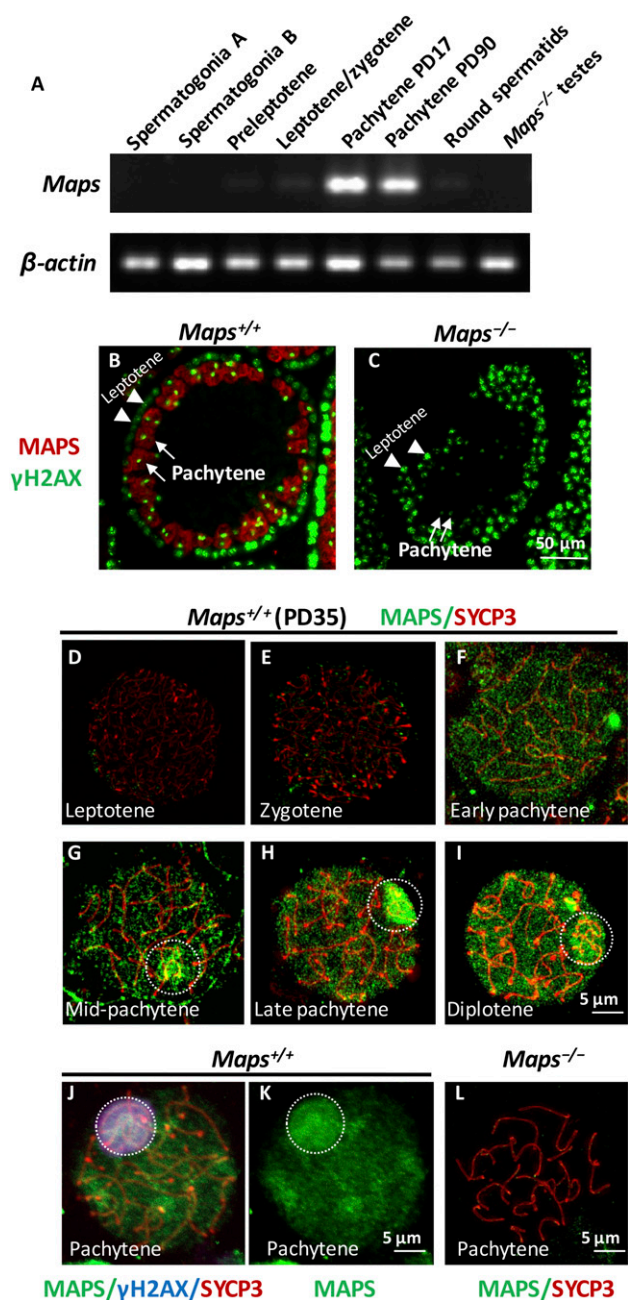 A
Spermatogonia A
Spermatogonia B
Preleptotene
Leptotene/zygotene
Pachytene PD17
Pachytene PD90
Round spermatids
Maps−/− testes
Maps
β-actin
Maps+/+ Maps−/−
B C
Leptotene Leptotene
MAPS
γH2AX
Pachytene Pachytene
50 µm
Maps+/+ (PD35) MAPS/SYCP3
D E F
Leptotene Zygotene Early pachytene
G H I
Mid-pachytene Late pachytene Diplotene 5 µm
Maps+/+ Maps−/−
J K L
Pachytene Pachytene 5 µm Pachytene 5 µm
MAPS/γH2AX/SYCP3 MAPS MAPS/SYCP3